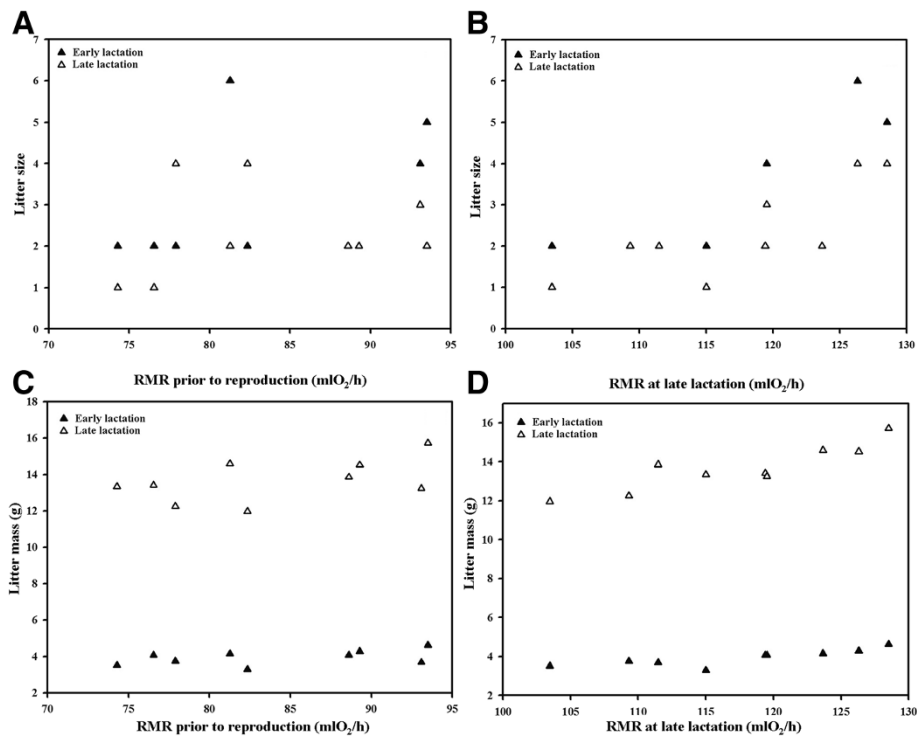 A
7
6
5
4
3
2
1
0
Litter size
▲ Early lactation
△ Late lactation
70 75 80 85 90 95
RMR prior to reproduction (mlO₂/h)
B
7
6
5
4
3
2
1
0
Litter size
▲ Early lactation
△ Late lactation
100 105 110 115 120 125 130
RMR at late lactation (mlO₂/h)
C
18
16
14
12
10
8
6
4
2
Litter mass (g)
▲ Early lactation
△ Late lactation
70 75 80 85 90 95
RMR prior to reproduction (mlO₂/h)
D
16
14
12
10
8
6
4
2
Litter mass (g)
▲ Early lactation
△ Late lactation
100 105 110 115 120 125 130
RMR at late lactation (mlO₂/h)